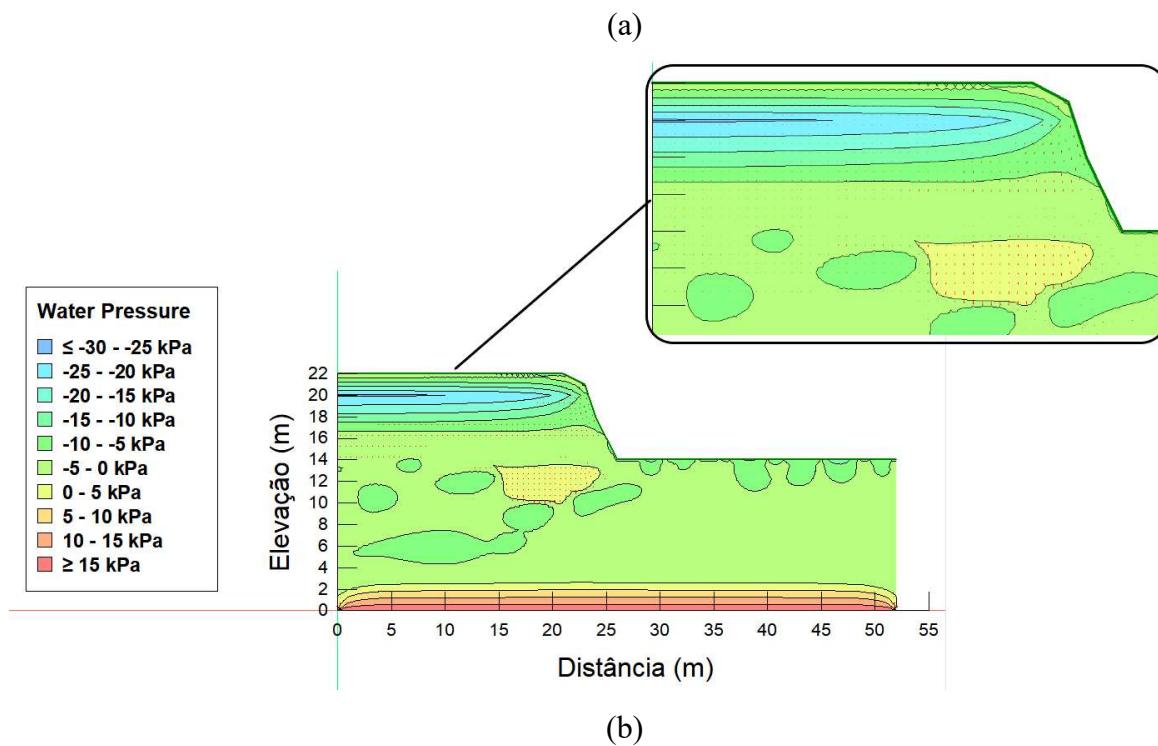 (a)
Water Pressure
≤ -30 - -25 kPa
-25 - -20 kPa
-20 - -15 kPa
-15 - -10 kPa
-10 - -5 kPa
-5 - 0 kPa
0 - 5 kPa
5 - 10 kPa
10 - 15 kPa
≥ 15 kPa
Elevação (m)
22
20
18
16
14
12
10
8
6
4
2
0
0 5 10 15 20 25 30 35 40 45 50 55
Distância (m)
(b)